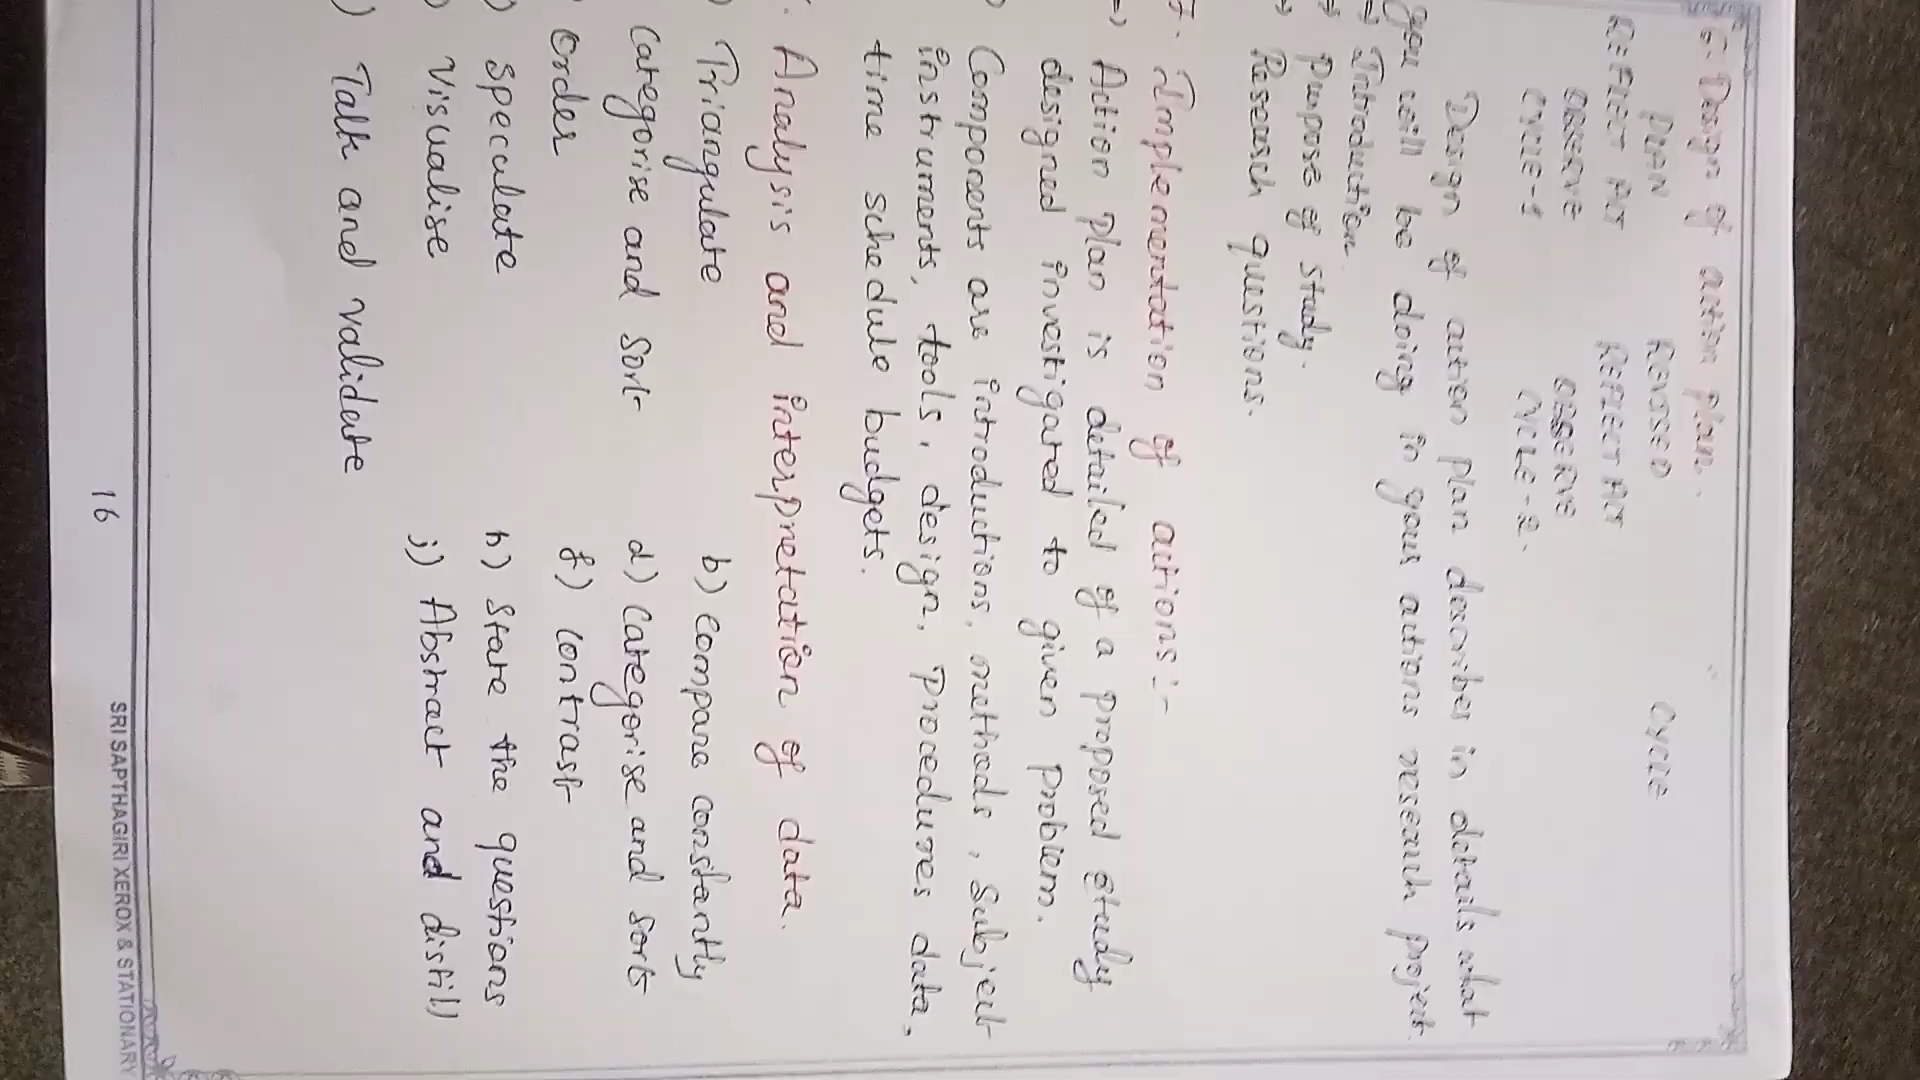 6. Design of action plan.
PLAN REVISED CYCLE
REFLECT ACT REFLECT ACT
OBSERVE OBSERVE
CYCLE-1 CYCLE-2.
Design of action plan describes in details what
you will be doing in your actions research project
⇒ Introduction.
⇒ Purpose of study.
⇒ Research questions.
7. Implementation of actions:-
⇒ Action plan is detailed of a proposed study
designed investigated to given problem.
Components are introductions, methods, Subject
instruments, tools, design, procedures data,
time schedule budgets.
. Analysis and interpretation of data.
) Triangulate b) compare constantly
Categorise and Sort d) Categorise and sorts
Order f) Contrast
) Speculate h) State the questions
) Visualise j) Abstract and distill
) Talk and validate
16
SRI SAPTHAGIRI XEROX & STATIONARY